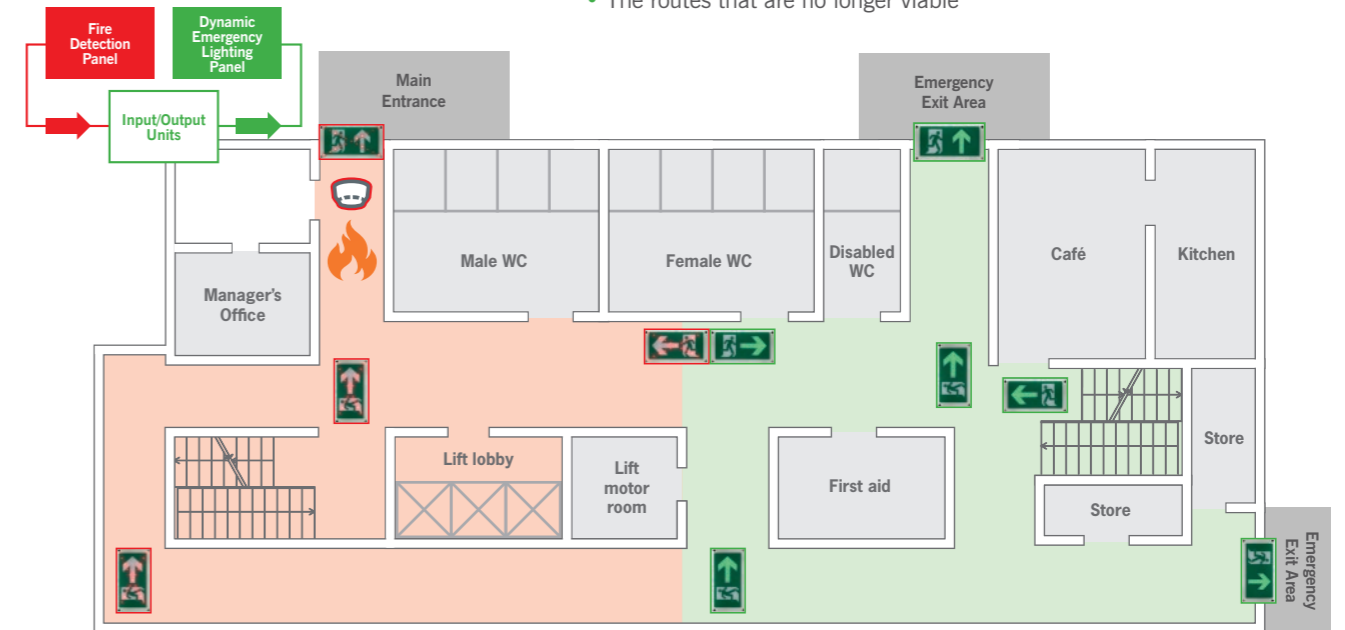 • The routes that are no longer viable
Fire
Detection
Panel
Dynamic
Emergency
Lighting
Panel
Input/Output
Units
Main
Entrance
Emergency
Exit Area
Manager's
Office
Male WC
Female WC
Disabled
WC
Café
Kitchen
Lift lobby
Lift
motor
room
First aid
Store
Store
Emergency
Exit Area